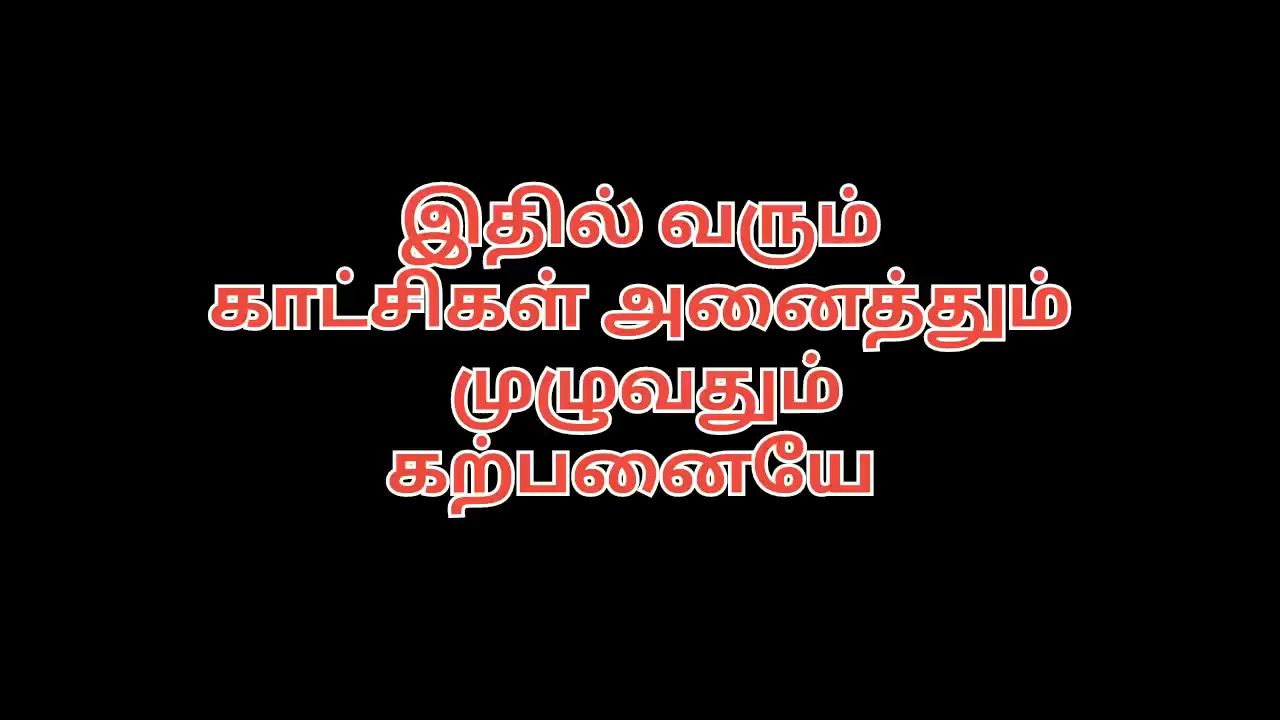 இதில் வரும்
காட்சிகள் அனைத்தும்
முழுவதும்
கற்பனையே